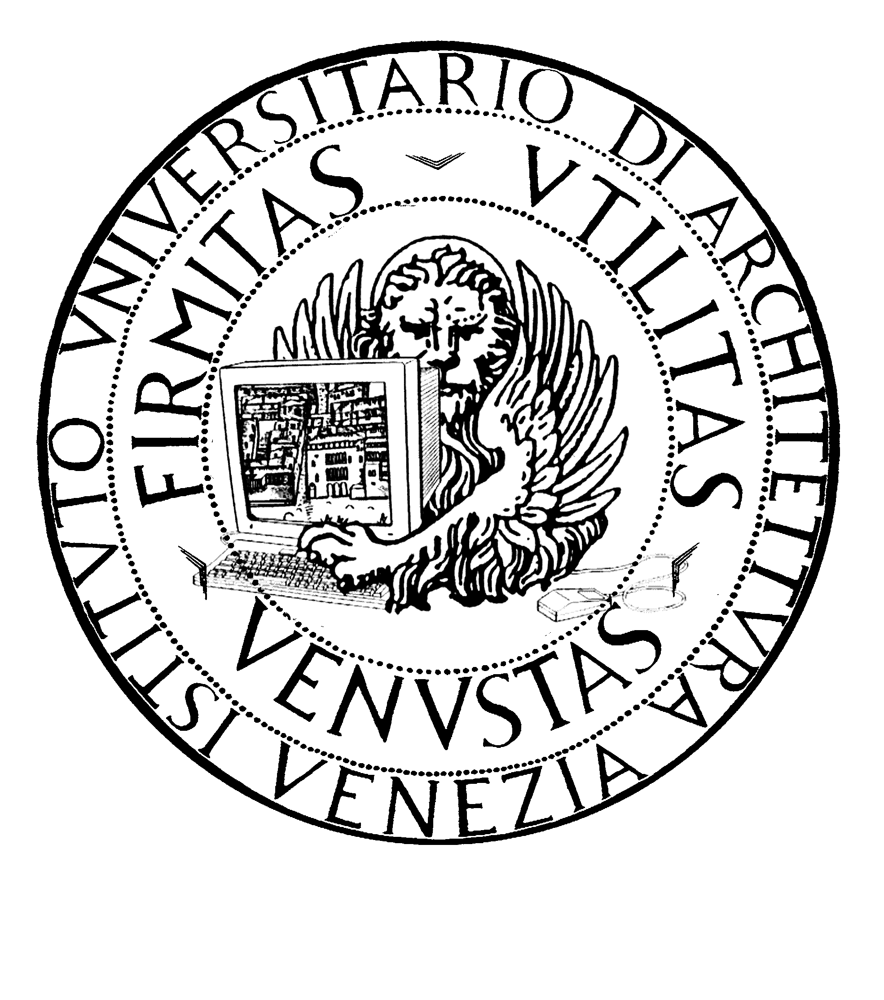 ISTITVTO VNIVERSITARIO DI ARCHITETTVRA
VENEZIA
FIRMITAS
VTILITAS
VENVSTAS